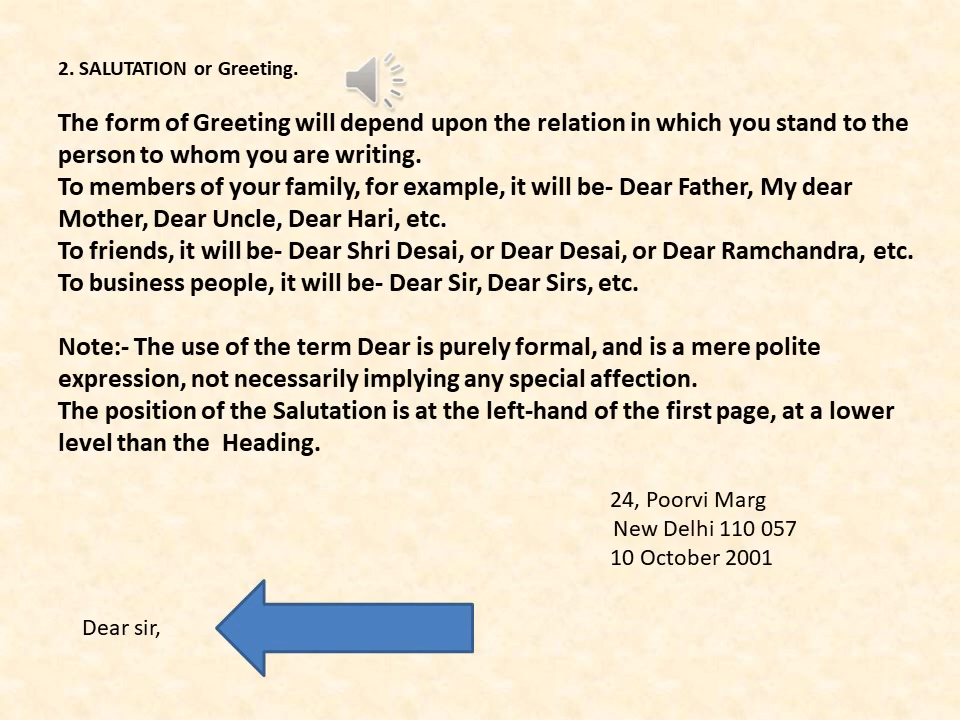 2. SALUTATION or Greeting.
The form of Greeting will depend upon the relation in which you stand to the
person to whom you are writing.
To members of your family, for example, it will be- Dear Father, My dear
Mother, Dear Uncle, Dear Hari, etc.
To friends, it will be- Dear Shri Desai, or Dear Desai, or Dear Ramchandra, etc.
To business people, it will be- Dear Sir, Dear Sirs, etc.
Note:- The use of the term Dear is purely formal, and is a mere polite
expression, not necessarily implying any special affection.
The position of the Salutation is at the left-hand of the first page, at a lower
level than the Heading.
24, Poorvi Marg
New Delhi 110 057
10 October 2001
Dear sir,